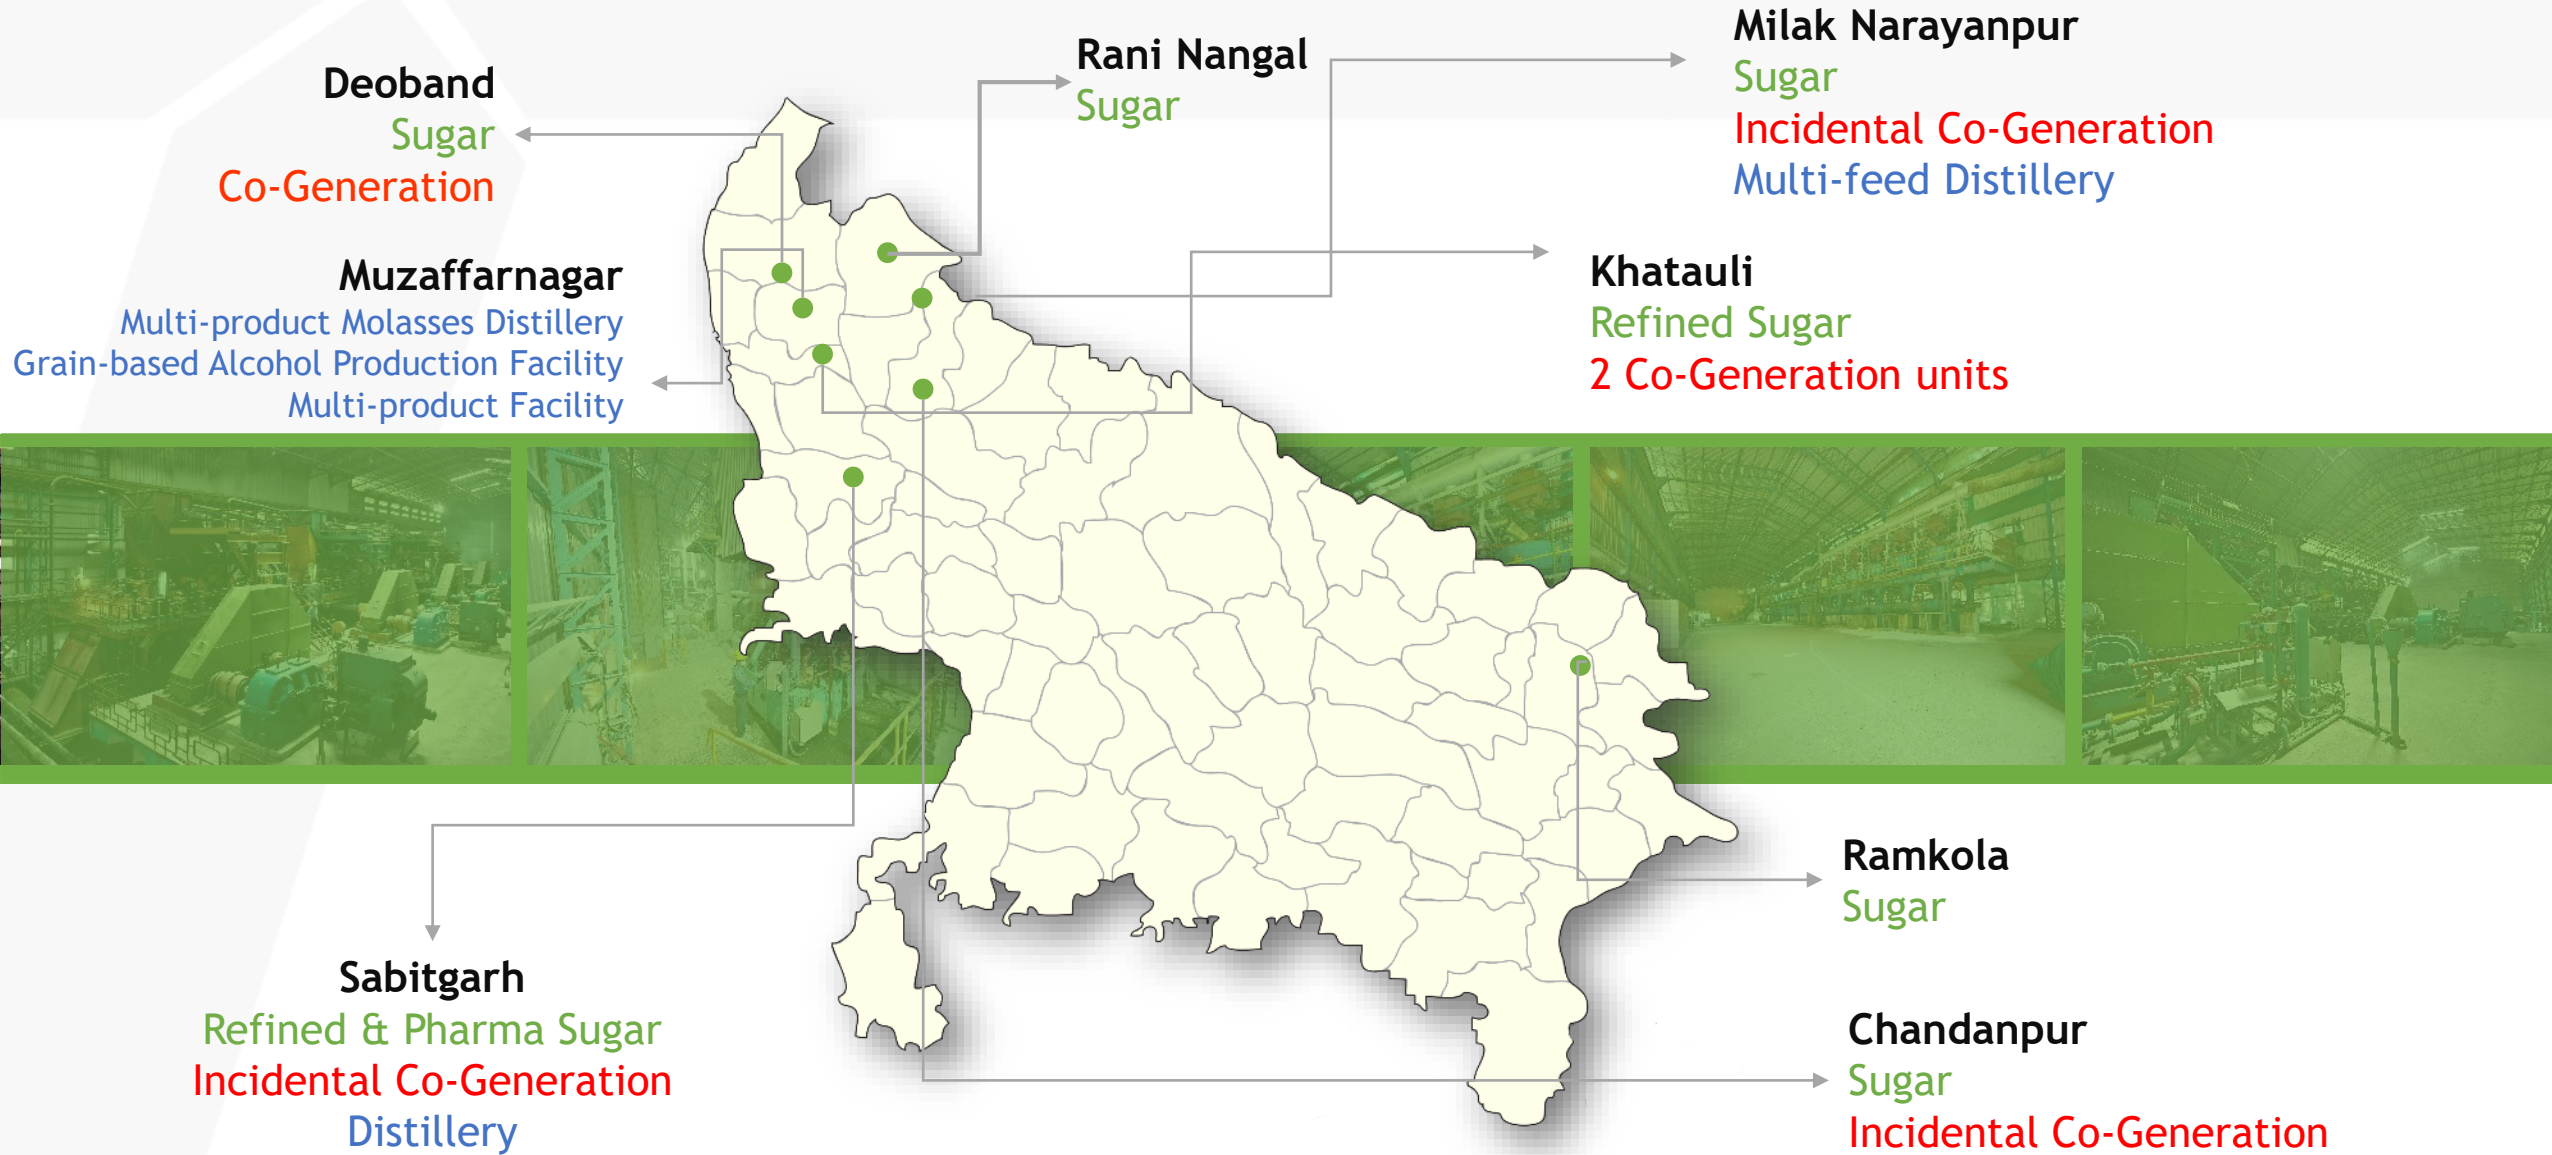 Deoband
Sugar
Co-Generation
Rani Nangal
Sugar
Milak Narayanpur
Sugar
Incidental Co-Generation
Multi-feed Distillery
Muzaffarnagar
Multi-product Molasses Distillery
Grain-based Alcohol Production Facility
Multi-product Facility
Khatauli
Refined Sugar
2 Co-Generation units
Sabitgarh
Refined & Pharma Sugar
Incidental Co-Generation
Distillery
Ramkola
Sugar
Chandanpur
Sugar
Incidental Co-Generation